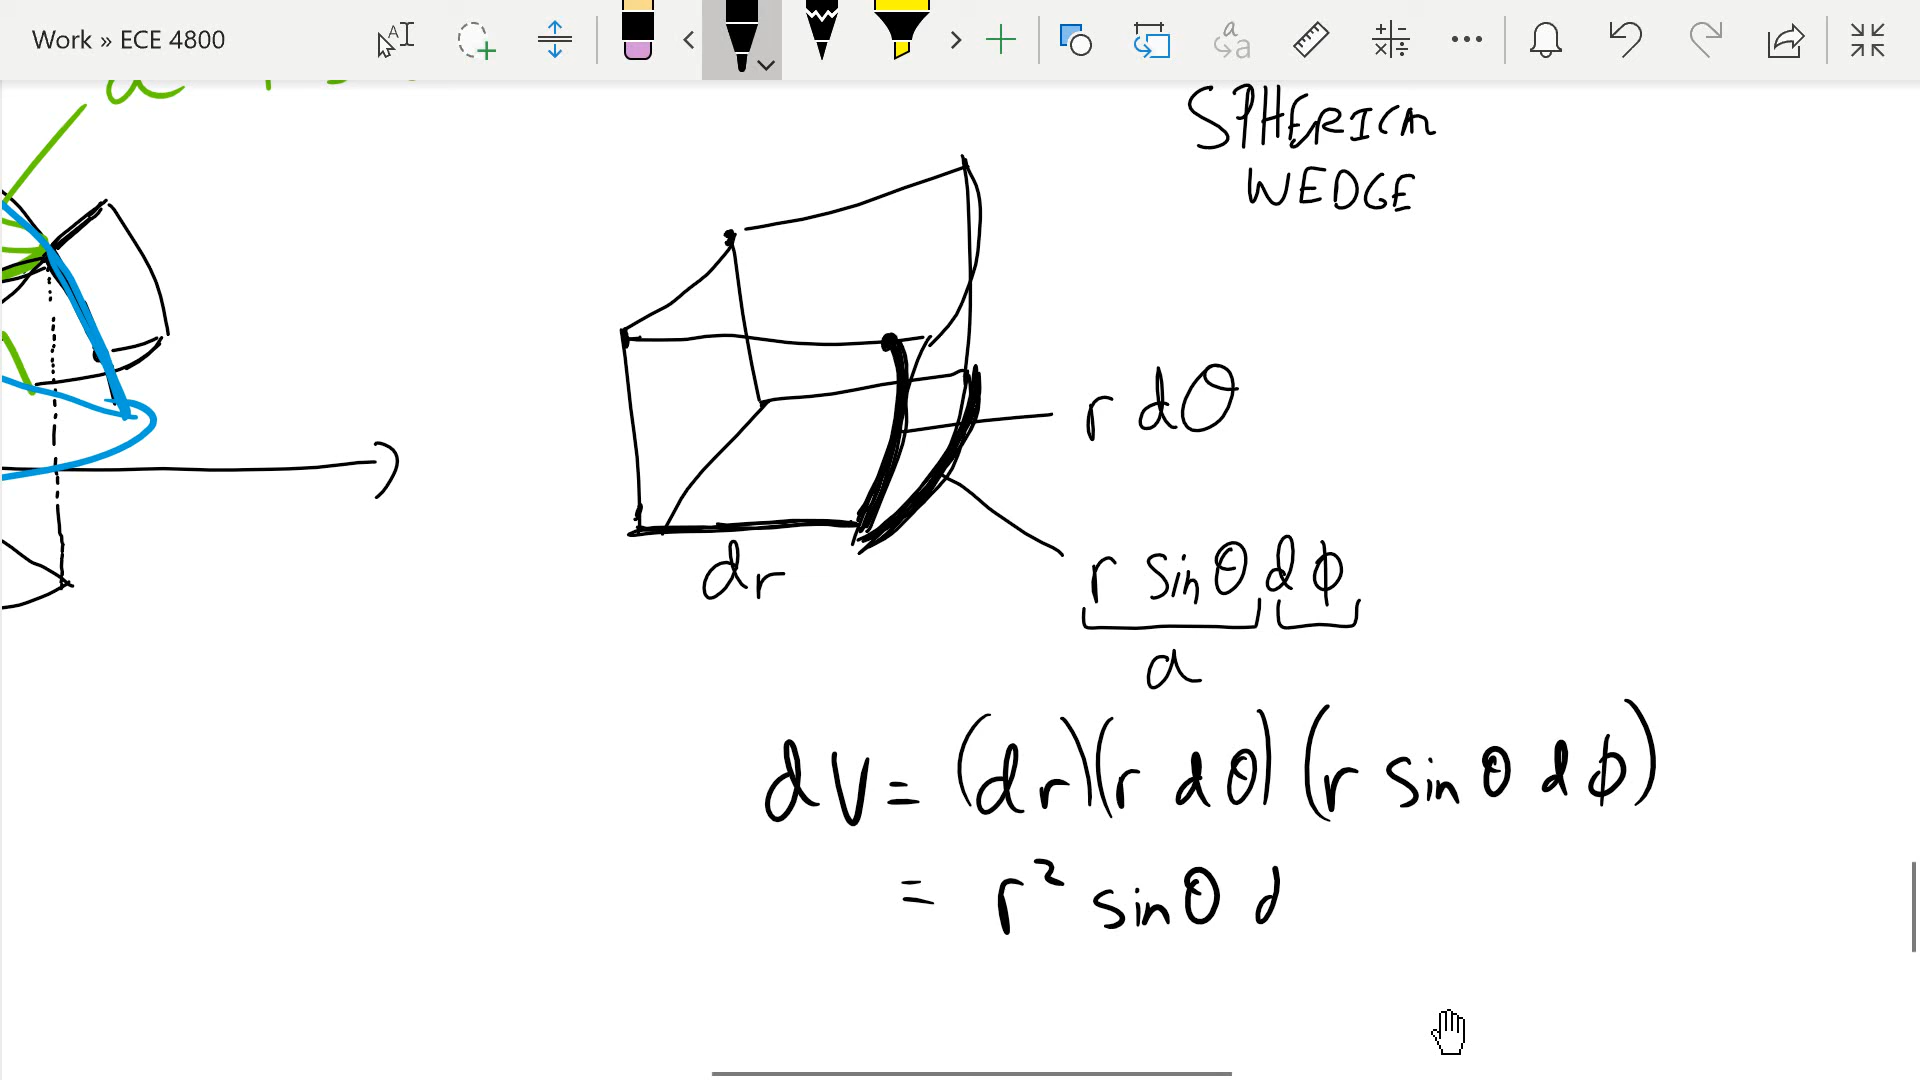 Work » ECE 4800
SPHERICAL
WEDGE
r dθ
dr
r sinθ dϕ
a
dV = (dr)(r dθ)(r sinθ dϕ)
= r² sinθ d